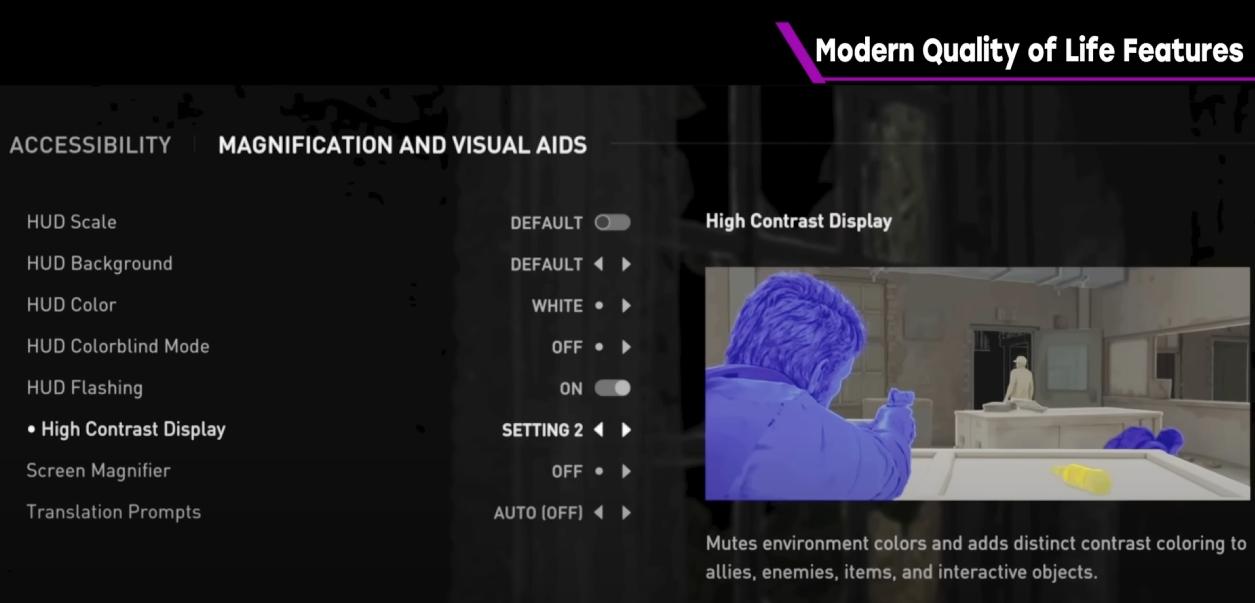 Modern Quality of Life Features
ACCESSIBILITY MAGNIFICATION AND VISUAL AIDS
HUD Scale DEFAULT
HUD Background DEFAULT
HUD Color WHITE
HUD Colorblind Mode OFF
HUD Flashing ON
• High Contrast Display SETTING 2
Screen Magnifier OFF
Translation Prompts AUTO (OFF)
High Contrast Display
Mutes environment colors and adds distinct contrast coloring to
allies, enemies, items, and interactive objects.